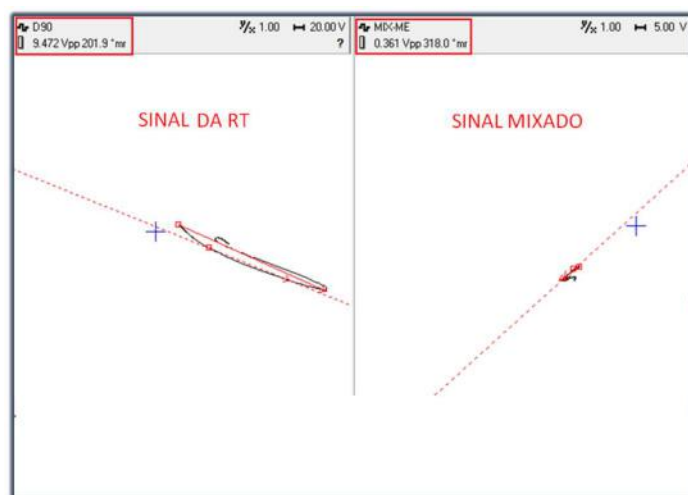 D90
y/x 1.00
20.00 V
9.472 Vpp 201.9 °mr
?
SINAL DA RT
MIX-ME
y/x 1.00
5.00 V
0.361 Vpp 318.0 °mr
SINAL MIXADO